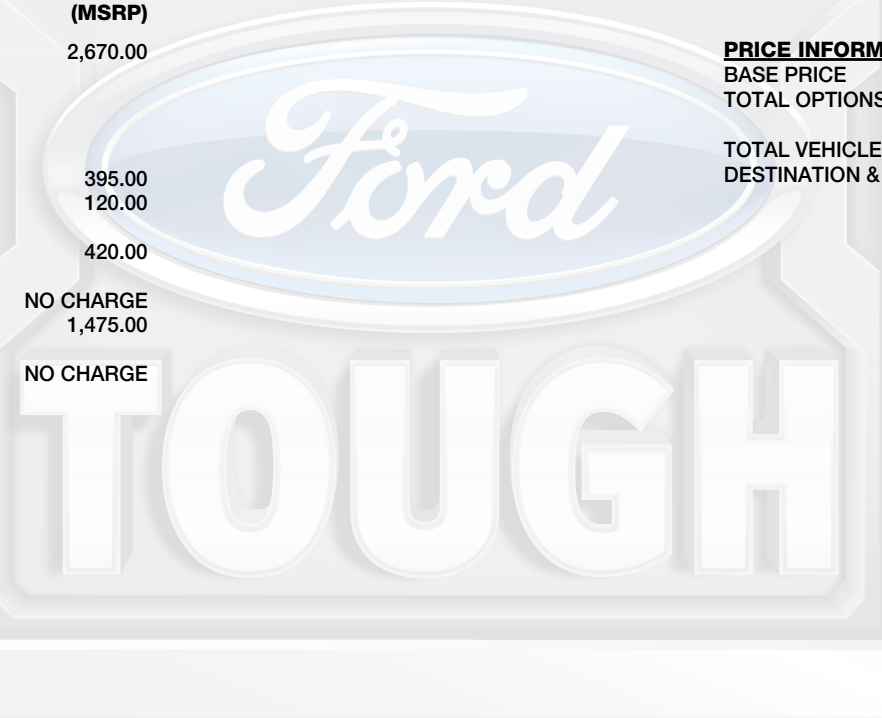 (MSRP)
2,670.00
395.00
120.00
420.00
NO CHARGE
1,475.00
NO CHARGE
PRICE INFORM
BASE PRICE
TOTAL OPTIONS
TOTAL VEHICLE
DESTINATION &
Ford
TOUGH